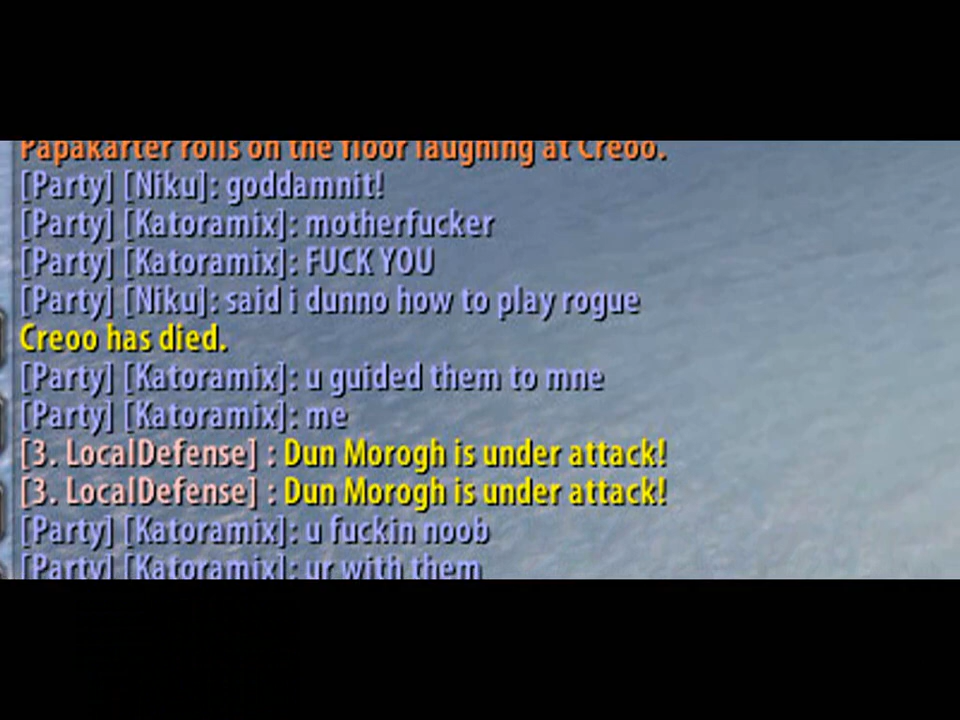 Papakarter rolls on the floor laughing at Creoo.
[Party] [Niku]: goddamnit!
[Party] [Katoramix]: motherfucker
[Party] [Katoramix]: FUCK YOU
[Party] [Niku]: said i dunno how to play rogue
Creoo has died.
[Party] [Katoramix]: u guided them to mne
[Party] [Katoramix]: me
[3. LocalDefense] : Dun Morogh is under attack!
[3. LocalDefense] : Dun Morogh is under attack!
[Party] [Katoramix]: u fuckin noob
[Party] [Katoramix]: ur with them